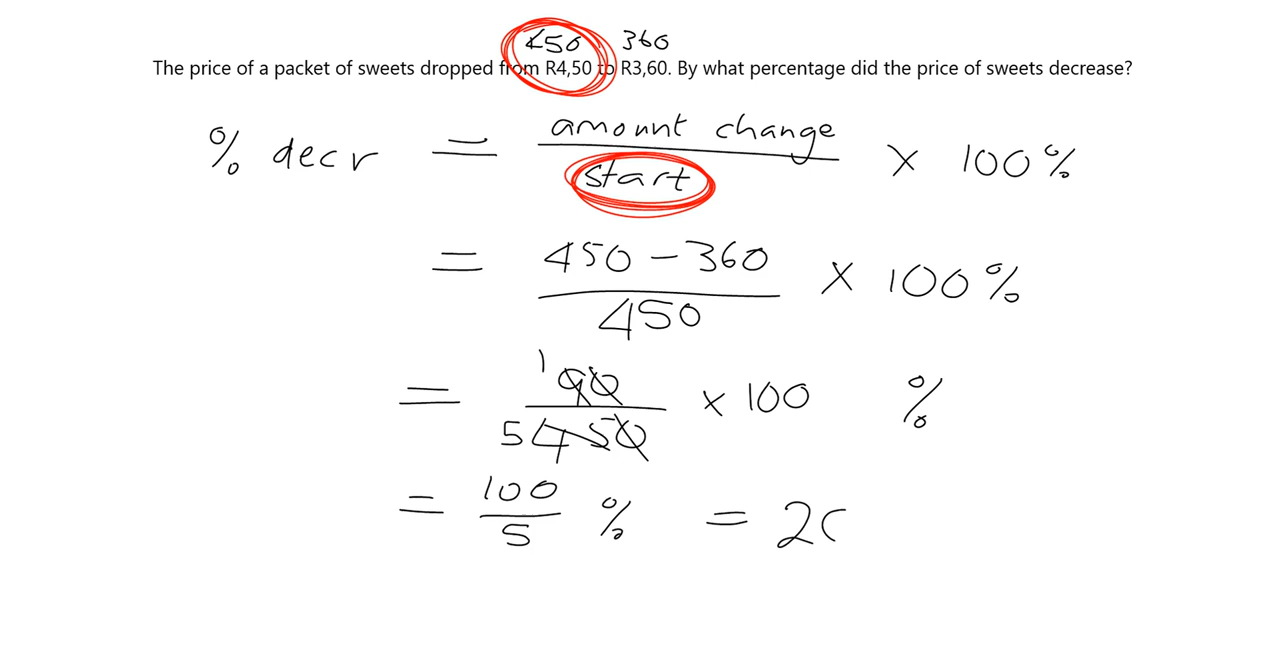 450 360
The price of a packet of sweets dropped from R4,50 to R3,60. By what percentage did the price of sweets decrease?
% decr = amount change / start × 100%
= 450 - 360 / 450 × 100%
= 1 90 / 5 450 × 100 %
= 100 / 5 % = 2